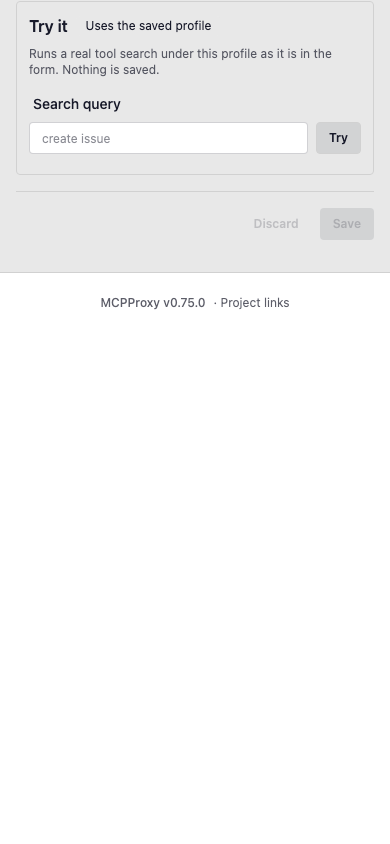 Try it Uses the saved profile
Runs a real tool search under this profile as it is in the
form. Nothing is saved.
Search query
create issue Try
Discard Save
MCPProxy v0.75.0 · Project links